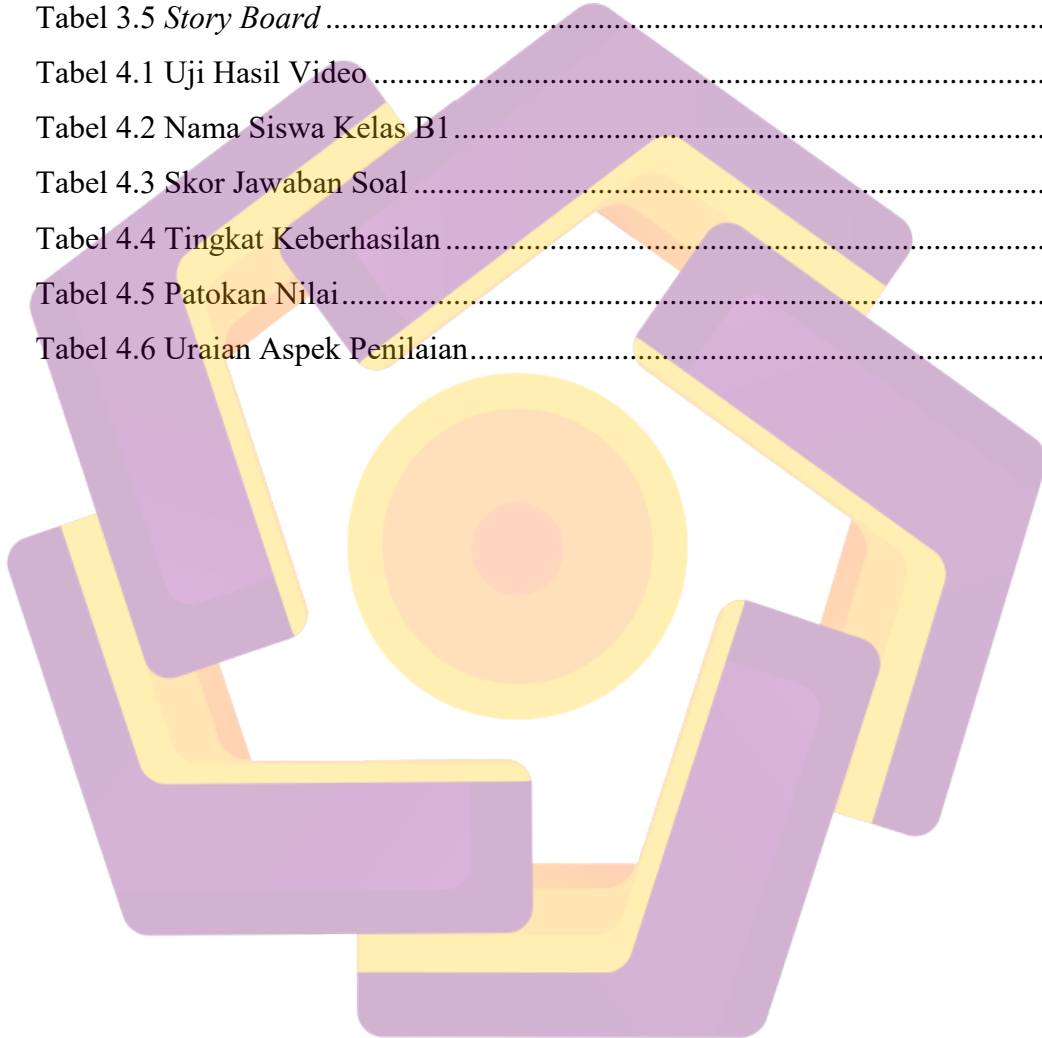 Tabel 3.5 Story Board ....................................................................................
Tabel 4.1 Uji Hasil Video ..............................................................................
Tabel 4.2 Nama Siswa Kelas B1 ....................................................................
Tabel 4.3 Skor Jawaban Soal .........................................................................
Tabel 4.4 Tingkat Keberhasilan .....................................................................
Tabel 4.5 Patokan Nilai ..................................................................................
Tabel 4.6 Uraian Aspek Penilaian ..................................................................